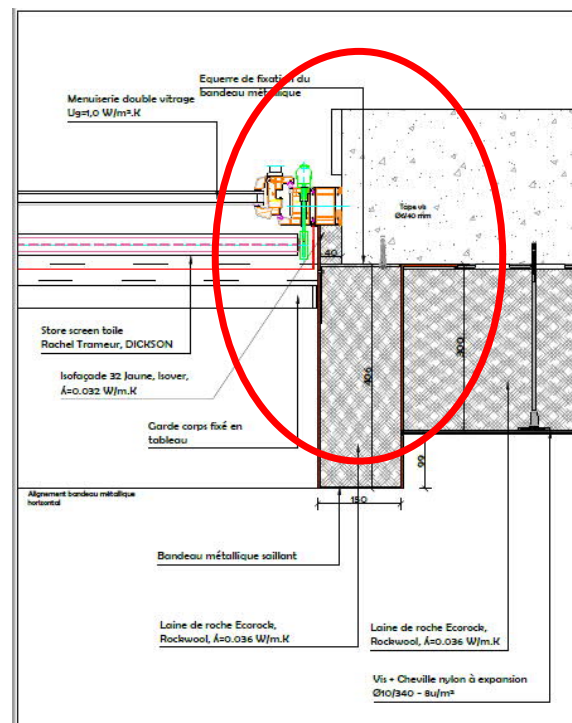 Equerre de fixation du
bandeau métallique
Menuiserie double vitrage
Ug=1,0 W/m².K
Tape vis
Ø6/40 mm
40
Store screen toile
Rachel Trameur, DICKSON
406
300
Isofaçade 32 Jaune, Isover,
λ=0.032 W/m.K
Garde corps fixé en
tableau
99
Alignement bandeau métallique
horizontal
150
Bandeau métallique saillant
Laine de roche Ecorock,
Rockwool, λ=0.036 W/m.K
Laine de roche Ecorock,
Rockwool, λ=0.036 W/m.K
Vis + Cheville nylon à expansion
Ø10/340 - 8u/m²